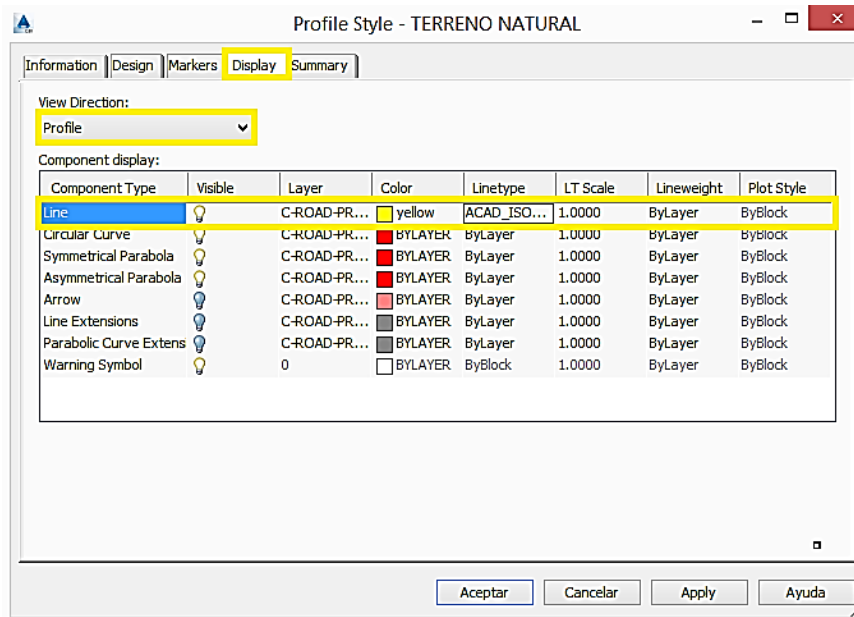 Profile Style - TERRENO NATURAL
Information Design Markers Display Summary
View Direction:
Profile
Component display:
Component Type Visible Layer Color Linetype LT Scale Lineweight Plot Style
Line C-ROAD-PR... yellow ACAD_ISO... 1.0000 ByLayer ByBlock
Circular Curve C-ROAD-PR... BYLAYER ByLayer 1.0000 ByLayer ByBlock
Symmetrical Parabola C-ROAD-PR... BYLAYER ByLayer 1.0000 ByLayer ByBlock
Asymmetrical Parabola C-ROAD-PR... BYLAYER ByLayer 1.0000 ByLayer ByBlock
Arrow C-ROAD-PR... BYLAYER ByLayer 1.0000 ByLayer ByBlock
Line Extensions C-ROAD-PR... BYLAYER ByLayer 1.0000 ByLayer ByBlock
Parabolic Curve Extens C-ROAD-PR... BYLAYER ByLayer 1.0000 ByLayer ByBlock
Warning Symbol 0 BYLAYER ByBlock 1.0000 ByLayer ByBlock
Aceptar Cancelar Apply Ayuda